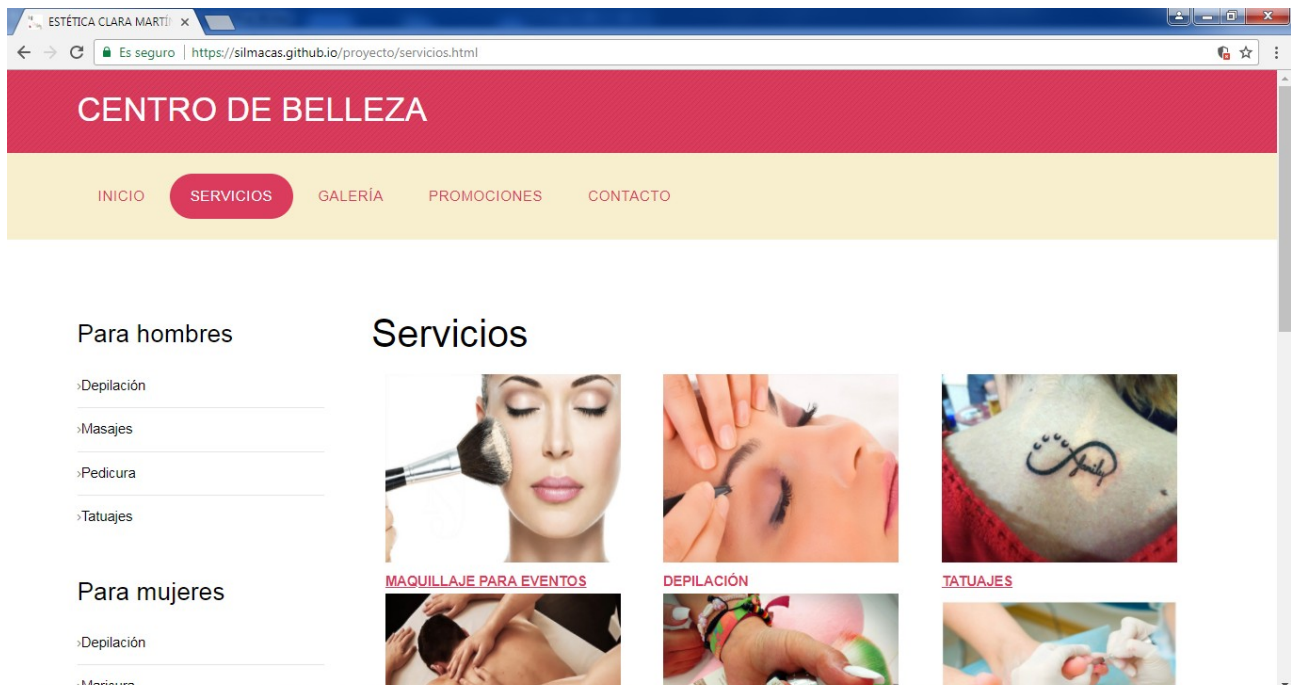 ESTÉTICA CLARA MARTÍ
Es seguro | https://silmacas.github.io/proyecto/servicios.html
CENTRO DE BELLEZA
INICIO SERVICIOS GALERÍA PROMOCIONES CONTACTO
Para hombres
›Depilación
›Masajes
›Pedicura
›Tatuajes
Para mujeres
›Depilación
Servicios
family
MAQUILLAJE PARA EVENTOS DEPILACIÓN TATUAJES